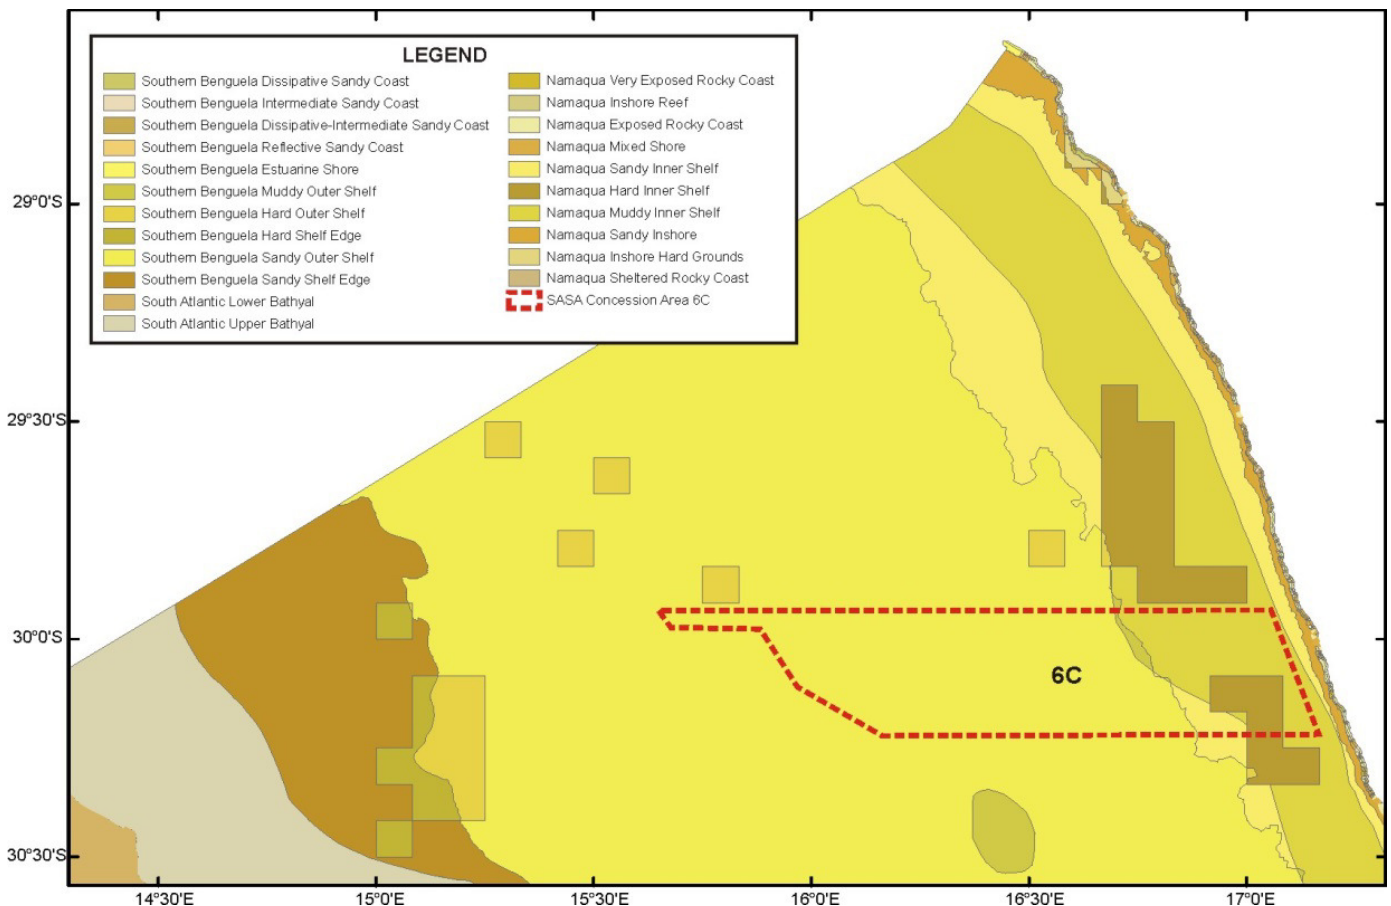 LEGEND
Southern Benguela Dissipative Sandy Coast
Southern Benguela Intermediate Sandy Coast
Southern Benguela Dissipative-Intermediate Sandy Coast
Southern Benguela Reflective Sandy Coast
Southern Benguela Estuarine Shore
Southern Benguela Muddy Outer Shelf
Southern Benguela Hard Outer Shelf
Southern Benguela Hard Shelf Edge
Southern Benguela Sandy Outer Shelf
Southern Benguela Sandy Shelf Edge
South Atlantic Lower Bathyal
South Atlantic Upper Bathyal
Namaqua Very Exposed Rocky Coast
Namaqua Inshore Reef
Namaqua Exposed Rocky Coast
Namaqua Mixed Shore
Namaqua Sandy Inner Shelf
Namaqua Hard Inner Shelf
Namaqua Muddy Inner Shelf
Namaqua Sandy Inshore
Namaqua Inshore Hard Grounds
Namaqua Sheltered Rocky Coast
SASA Concession Area 6C
29°0'S
29°30'S
30°0'S
6C
30°30'S
14°30'E
15°0'E
15°30'E
16°0'E
16°30'E
17°0'E